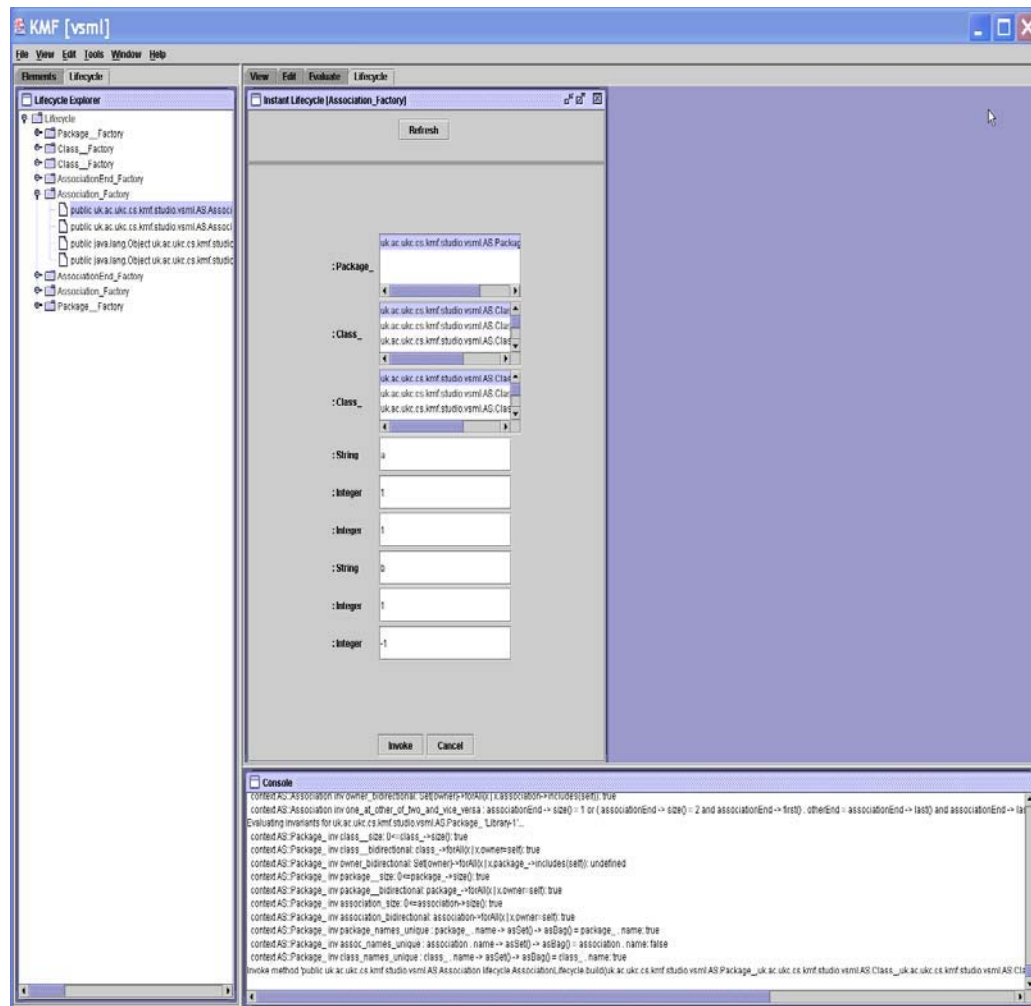 KMF [vsml]
File View Edit Tools Window Help
Elements Lifecycle
Lifecycle Explorer
Lifecycle
Package__Factory
Class__Factory
Class__Factory
AssociationEnd_Factory
Association_Factory
public uk.ac.ukc.cs.kmf.studio.vsml.AS.Associ
public uk.ac.ukc.cs.kmf.studio.vsml.AS.Associ
public java.lang.Object uk.ac.ukc.cs.kmf.studic
public java.lang.Object uk.ac.ukc.cs.kmf.studic
AssociationEnd_Factory
Association_Factory
Package__Factory
View Edit Evaluate Lifecycle
Instant Lifecycle [Association_Factory]
Refresh
:Package_
uk.ac.ukc.cs.kmf.studio.vsml.AS.Packag
:Class_
uk.ac.ukc.cs.kmf.studio.vsml.AS.Clas
uk.ac.ukc.cs.kmf.studio.vsml.AS.Clas
uk.ac.ukc.cs.kmf.studio.vsml.AS.Clas
:Class_
uk.ac.ukc.cs.kmf.studio.vsml.AS.Clas
uk.ac.ukc.cs.kmf.studio.vsml.AS.Clas
uk.ac.ukc.cs.kmf.studio.vsml.AS.Clas
:String a
:Integer 1
:Integer 1
:String
:Integer 1
:Integer -1
Invoke Cancel
Console
context AS::Association inv owner_bidirectional: Set{owner}->forAll(x | x.association->includes(self)): true
context AS::Association inv one_at_other_of_two_and_vice_versa : associationEnd -> size() = 1 or ( associationEnd -> size() = 2 and associationEnd -> first() . otherEnd = associationEnd -> last() and associationEnd -> las
Evaluating invariants for uk.ac.ukc.cs.kmf.studio.vsml.AS.Package_ 'Library-1'...
context AS::Package_ inv class__size: 0<=class_->size(): true
context AS::Package_ inv class__bidirectional: class_->forAll(x | x.owner=self): true
context AS::Package_ inv owner_bidirectional: Set{owner}->forAll(x | x.package_->includes(self)): undefined
context AS::Package_ inv package__size: 0<=package_->size(): true
context AS::Package_ inv package__bidirectional: package_->forAll(x | x.owner=self): true
context AS::Package_ inv association_size: 0<=association->size(): true
context AS::Package_ inv association_bidirectional: association->forAll(x | x.owner=self): true
context AS::Package_ inv package_names_unique : package_ . name -> asSet() -> asBag() = package_ . name: true
context AS::Package_ inv assoc_names_unique : association . name -> asSet() -> asBag() = association . name: false
context AS::Package_ inv class_names_unique : class_ . name -> asSet() -> asBag() = class_ . name: true
Invoke method 'public uk.ac.ukc.cs.kmf.studio.vsml.AS.Association lifecycle.AssociationLifecycle.build(uk.ac.ukc.cs.kmf.studio.vsml.AS.Package_,uk.ac.ukc.cs.kmf.studio.vsml.AS.Class_,uk.ac.ukc.cs.kmf.studio.vsml.AS.Cla